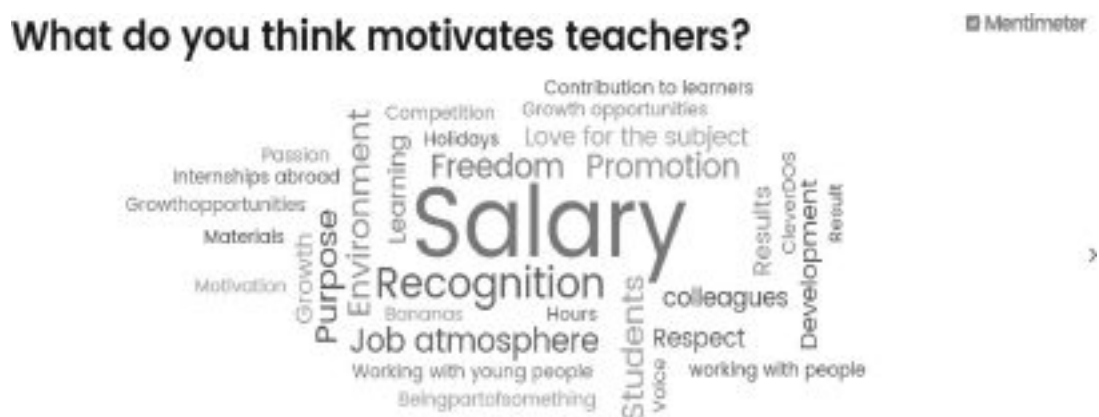 What do you think motivates teachers?
Mentimeter
Contribution to learners
Competition
Growth opportunities
Holidays
Love for the subject
Passion
Freedom
Promotion
Internships abroad
Environment
Learning
Growthopportunities
Salary
Results
CleverDOS
Development
Result
Materials
Purpose
Growth
Motivation
Recognition
colleagues
Bananas
Hours
Students
Job atmosphere
Respect
Working with young people
Voice
working with people
Beingpartofsomething